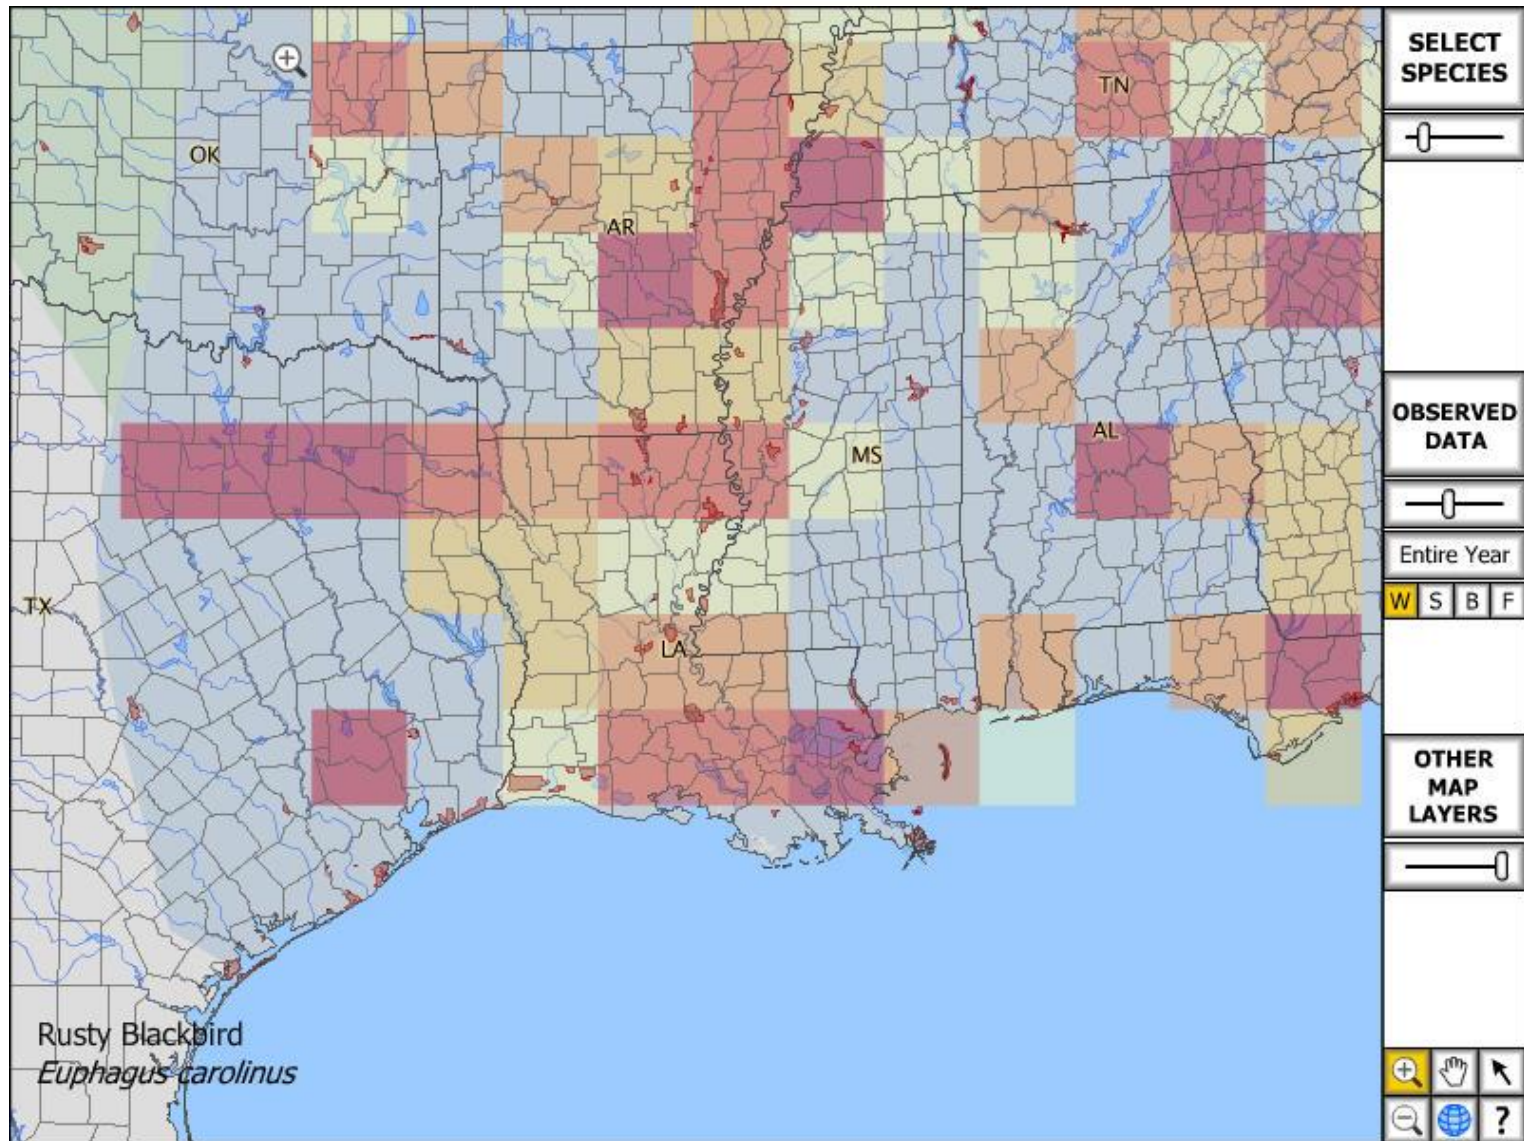 SELECT
SPECIES
TN
OK
AR
OBSERVED
DATA
AL
MS
Entire Year
W S B F
TX
LA
OTHER
MAP
LAYERS
Rusty Blackbird
Euphagus carolinus
?